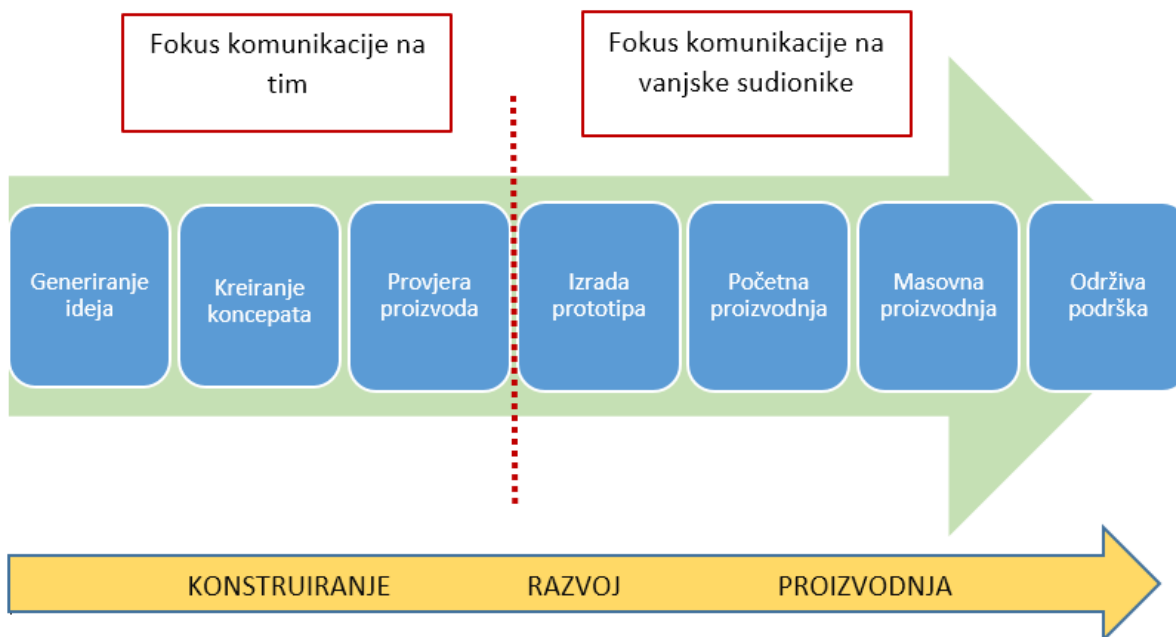 Fokus komunikacije na
tim
Fokus komunikacije na
vanjske sudionike
Generiranje
ideja
Kreiranje
koncepata
Provjera
proizvoda
Izrada
prototipa
Početna
proizvodnja
Masovna
proizvodnja
Održiva
podrška
KONSTRUIRANJE RAZVOJ PROIZVODNJA